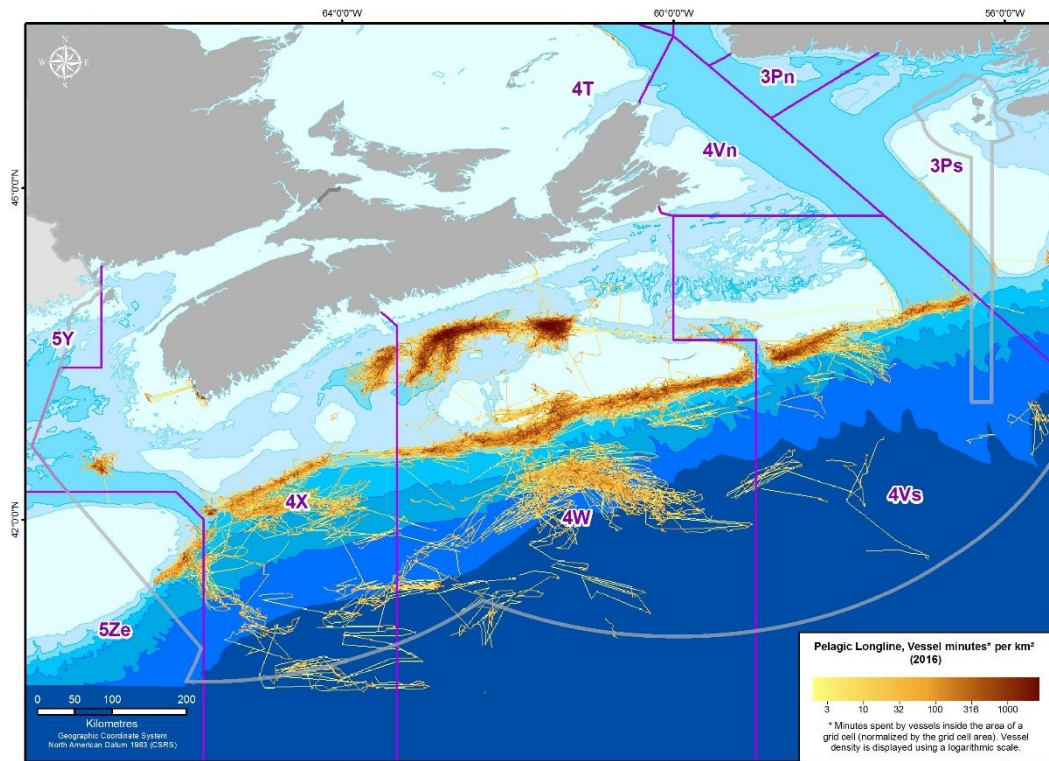 64°0'0"W 60°0'0"W 56°0'0"W
N
W E
S
46°0'0"N
42°0'0"N
4T
3Pn
4Vn
3Ps
5Y
4X
4W
4Vs
5Ze
0 50 100 200
Kilometres
Geographic Coordinate System
North American Datum 1983 (CSRS)
Pelagic Longline, Vessel minutes* per km²
(2016)
3 10 32 100 316 1000
* Minutes spent by vessels inside the area of a
grid cell (normalized by the grid cell area). Vessel
density is displayed using a logarithmic scale.